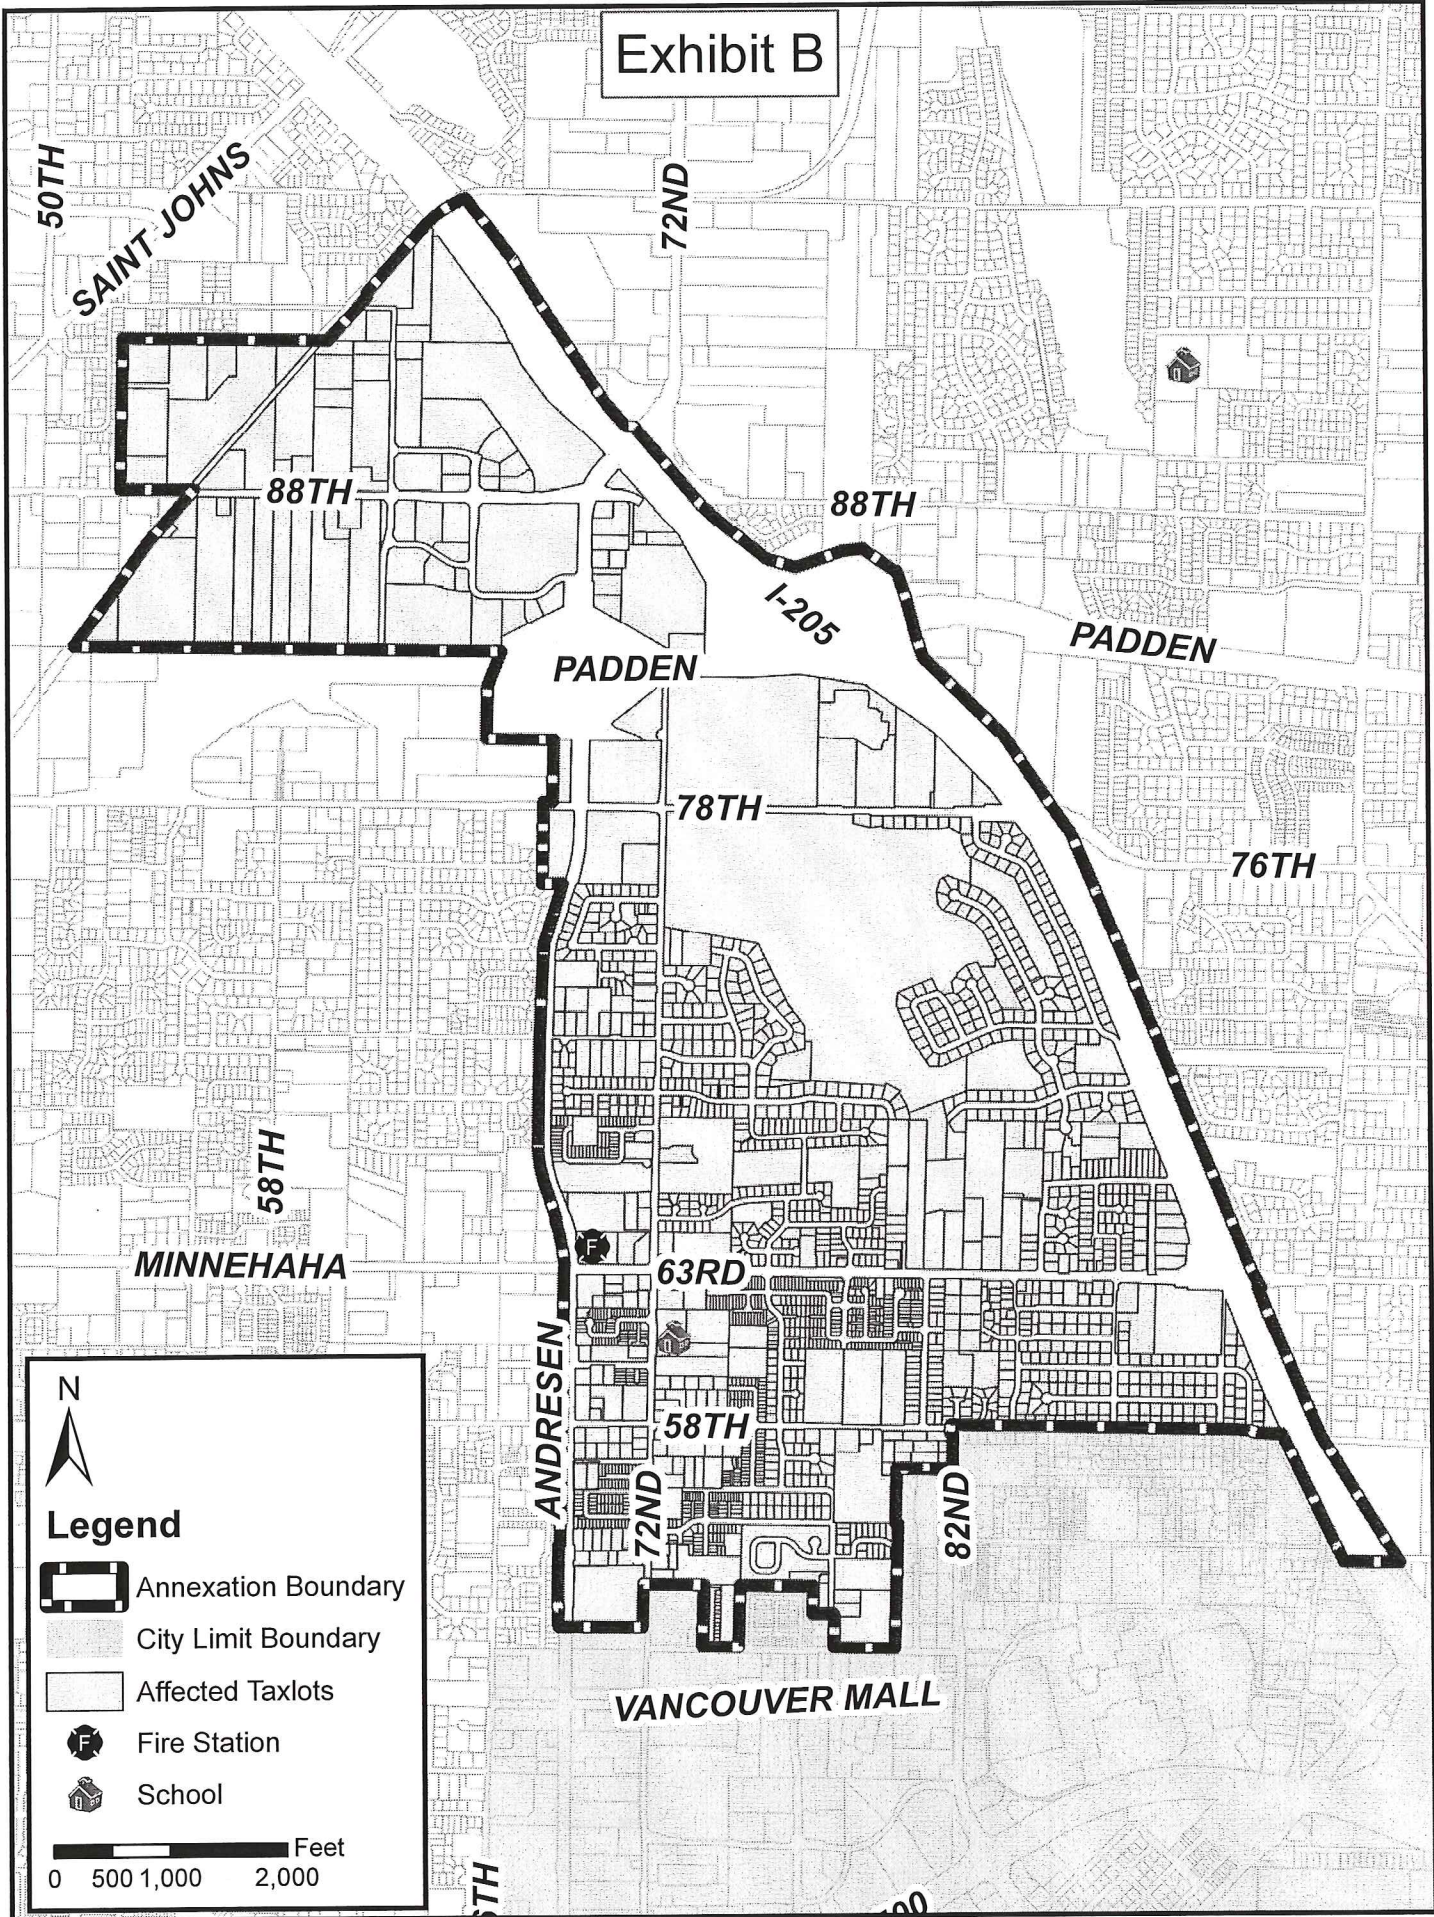 Exhibit B
50TH
SAINT JOHNS
72ND
88TH
88TH
I-205
PADDEN
PADDEN
78TH
76TH
58TH
MINNEHAHA
F
63RD
ANDRESEN
58TH
72ND
82ND
VANCOUVER MALL
N
Legend
Annexation Boundary
City Limit Boundary
Affected Taxlots
F
Fire Station
School
Feet
0 500 1,000 2,000